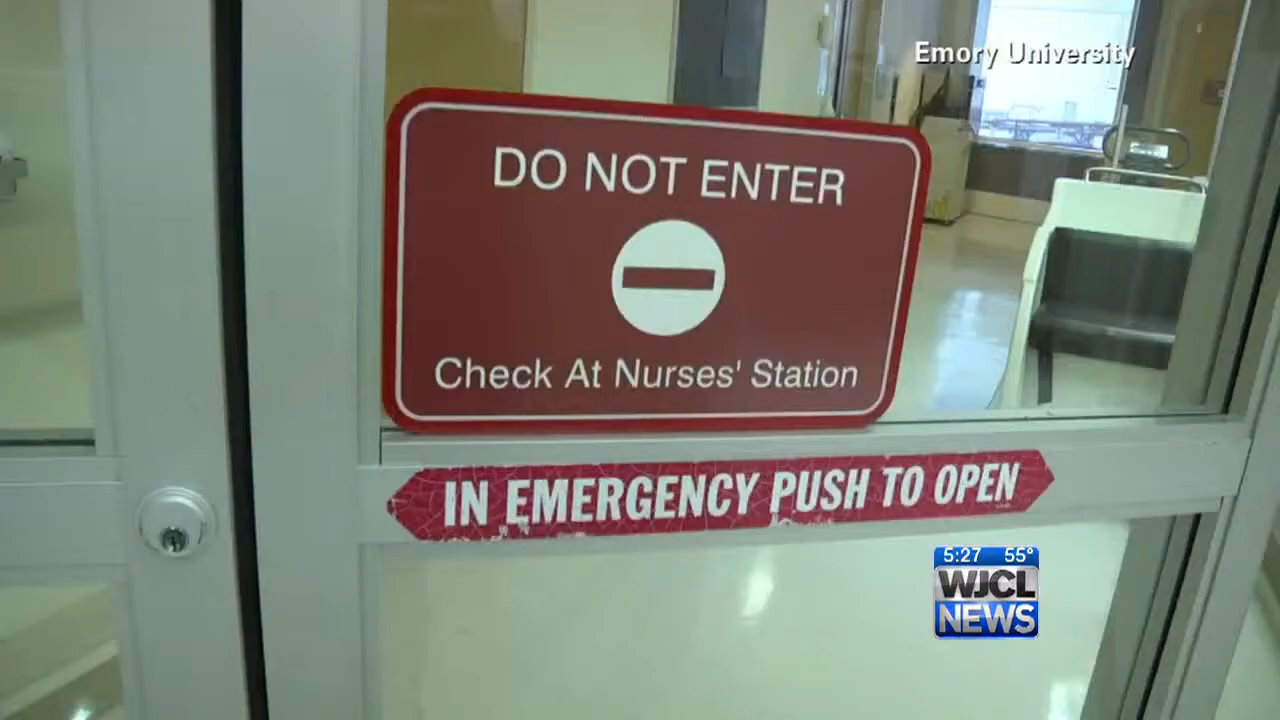 Emory University
DO NOT ENTER
Check At Nurses' Station
IN EMERGENCY PUSH TO OPEN
5:27 55°
WJCL
NEWS